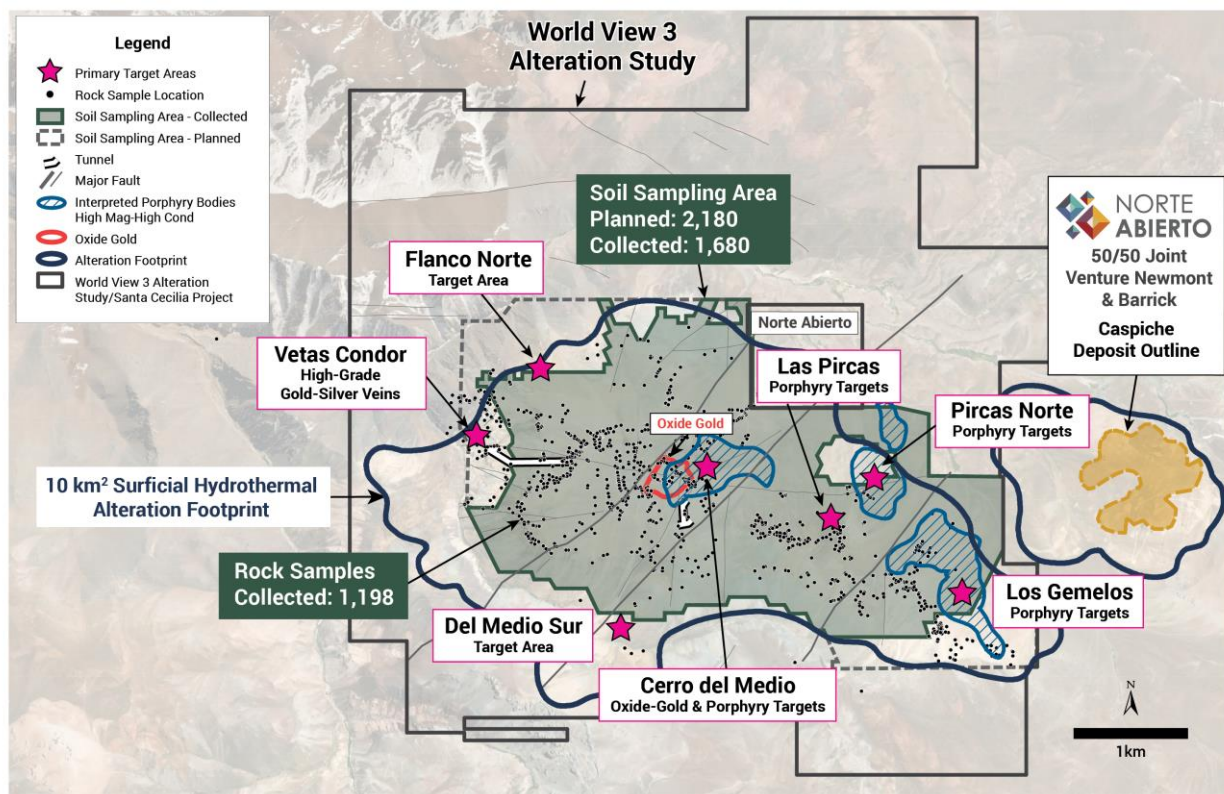 World View 3
Alteration Study
Legend
Primary Target Areas
Rock Sample Location
Soil Sampling Area - Collected
Soil Sampling Area - Planned
Tunnel
Major Fault
Interpreted Porphyry Bodies
High Mag-High Cond
Oxide Gold
Alteration Footprint
World View 3 Alteration
Study/Santa Cecilia Project
Soil Sampling Area
Planned: 2,180
Collected: 1,680
NORTE
ABIERTO
50/50 Joint
Venture Newmont
& Barrick
Caspiche
Deposit Outline
Flanco Norte
Target Area
Norte Abierto
Vetas Condor
High-Grade
Gold-Silver Veins
Las Pircas
Porphyry Targets
Pircas Norte
Porphyry Targets
Oxide Gold
10 km² Surficial Hydrothermal
Alteration Footprint
Rock Samples
Collected: 1,198
Los Gemelos
Porphyry Targets
Del Medio Sur
Target Area
Cerro del Medio
Oxide-Gold & Porphyry Targets
N
1km